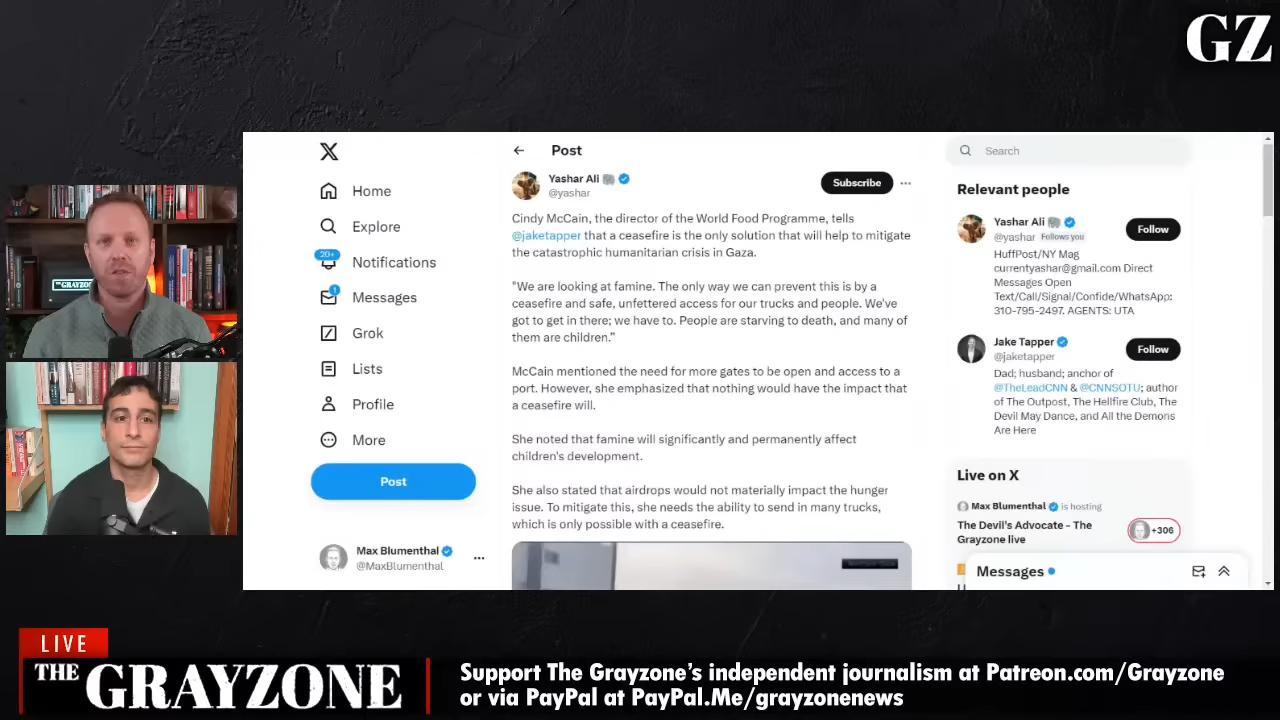 GZ
Post
Search
Yashar Ali
@yashar
Subscribe
Cindy McCain, the director of the World Food Programme, tells
@jaketapper that a ceasefire is the only solution that will help to mitigate
the catastrophic humanitarian crisis in Gaza.
"We are looking at famine. The only way we can prevent this is by a
ceasefire and safe, unfettered access for our trucks and people. We've
got to get in there; we have to. People are starving to death, and many of
them are children."
McCain mentioned the need for more gates to be open and access to a
port. However, she emphasized that nothing would have the impact that
a ceasefire will.
She noted that famine will significantly and permanently affect
children's development.
She also stated that airdrops would not materially impact the hunger
issue. To mitigate this, she needs the ability to send in many trucks,
which is only possible with a ceasefire.
Home
Explore
20+
Notifications
1
Messages
Grok
Lists
Profile
More
Post
Max Blumenthal
@MaxBlumenthal
Relevant people
Yashar Ali
@yashar Follows you
Follow
HuffPost/NY Mag
currentyashar@gmail.com Direct
Messages Open
Text/Call/Signal/Confide/WhatsApp:
310-795-2497. AGENTS: UTA
Jake Tapper
@jaketapper
Follow
Dad; husband; anchor of
@TheLeadCNN & @CNNSOTU; author
of The Outpost, The Hellfire Club, The
Devil May Dance, and All the Demons
Are Here
Live on X
Max Blumenthal is hosting
The Devil's Advocate - The
Grayzone live
+306
Messages
LIVE
THE GRAYZONE
Support The Grayzone's independent journalism at Patreon.com/Grayzone
or via PayPal at PayPal.Me/grayzonenews